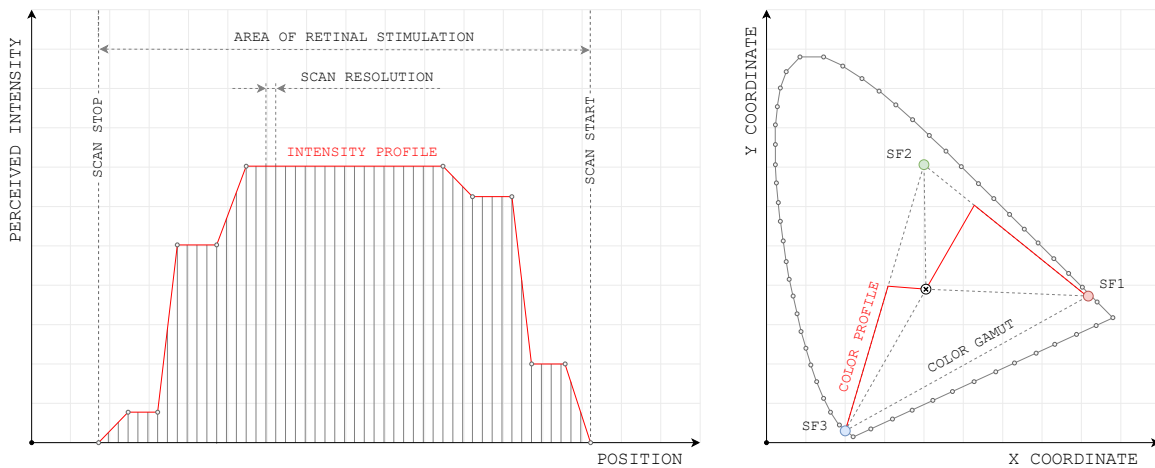 PERCEIVED INTENSITY
AREA OF RETINAL STIMULATION
SCAN RESOLUTION
SCAN STOP
SCAN START
INTENSITY PROFILE
POSITION
Y COORDINATE
SF2
SF1
COLOR PROFILE
COLOR GAMUT
SF3
X COORDINATE